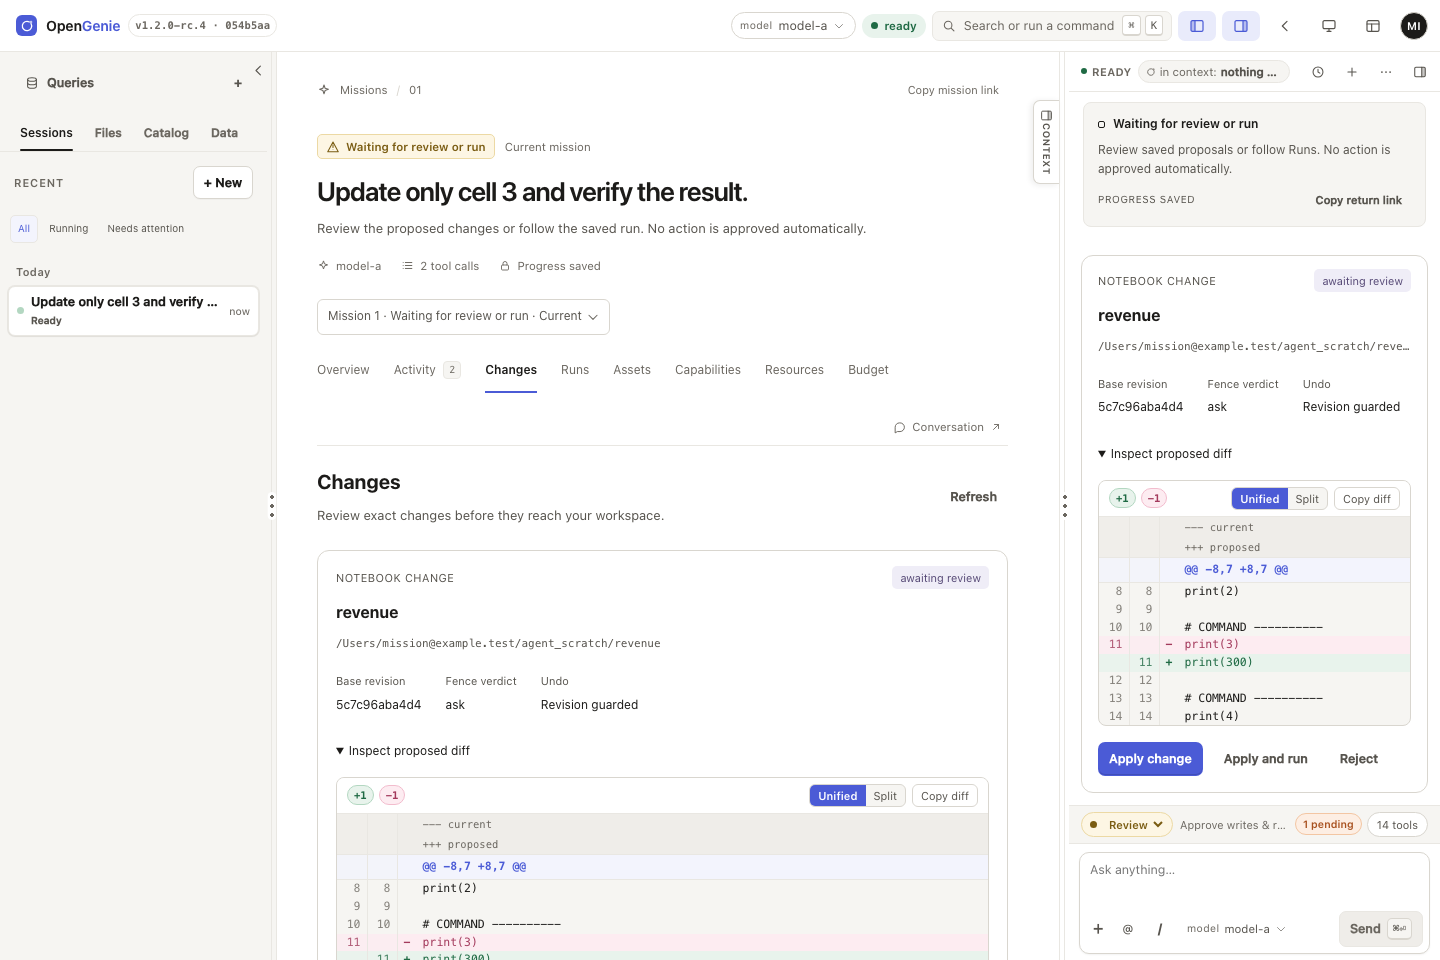 OpenGenie
v1.2.0-rc.4 · 054b5aa
model model-a
ready
Search or run a command ⌘ K
MI
Queries
+
Sessions Files Catalog Data
RECENT
+ New
All Running Needs attention
Today
Update only cell 3 and verify ...
now
Ready
Missions / 01
Copy mission link
Waiting for review or run
Current mission
Update only cell 3 and verify the result.
Review the proposed changes or follow the saved run. No action is approved automatically.
model-a
2 tool calls
Progress saved
Mission 1 · Waiting for review or run · Current
Overview Activity 2 Changes Runs Assets Capabilities Resources Budget
Conversation ↗
Changes
Review exact changes before they reach your workspace.
Refresh
NOTEBOOK CHANGE
awaiting review
revenue
/Users/mission@example.test/agent_scratch/revenue
Base revision Fence verdict Undo
5c7c96aba4d4 ask Revision guarded
▼ Inspect proposed diff
+1 −1
Unified Split Copy diff
--- current
+++ proposed
@@ -8,7 +8,7 @@
8 8 print(2)
9 9
10 10 # COMMAND ----------
11 − print(3)
11 + print(300)
CONTEXT
READY
in context: nothing ...
Waiting for review or run
Review saved proposals or follow Runs. No action is
approved automatically.
PROGRESS SAVED
Copy return link
NOTEBOOK CHANGE
awaiting review
revenue
/Users/mission@example.test/agent_scratch/reve…
Base revision Fence verdict Undo
5c7c96aba4d4 ask Revision guarded
▼ Inspect proposed diff
+1 −1
Unified Split Copy diff
--- current
+++ proposed
@@ -8,7 +8,7 @@
8 8 print(2)
9 9
10 10 # COMMAND ----------
11 − print(3)
11 + print(300)
12 12
13 13 # COMMAND ----------
14 14 print(4)
Apply change Apply and run Reject
Review
Approve writes & r...
1 pending
14 tools
Ask anything...
+ @ / model model-a
Send ⌘⏎